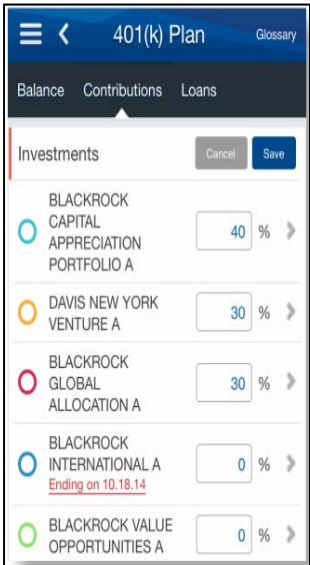 401(k) Plan Glossary
Balance Contributions Loans
Investments Cancel Save
BLACKROCK
CAPITAL
APPRECIATION
PORTFOLIO A
40 %
DAVIS NEW YORK
VENTURE A
30 %
BLACKROCK
GLOBAL
ALLOCATION A
30 %
BLACKROCK
INTERNATIONAL A
Ending on 10.18.14
0 %
BLACKROCK VALUE
OPPORTUNITIES A
0 %